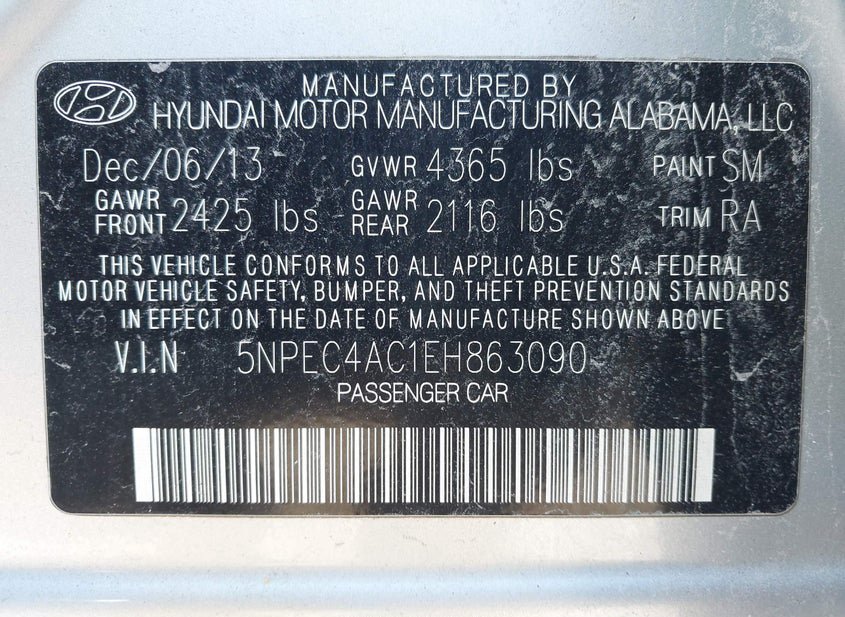 MANUFACTURED BY
HYUNDAI MOTOR MANUFACTURING ALABAMA, LLC
Dec/06/13 GVWR 4365 lbs PAINT SM
GAWR FRONT 2425 lbs GAWR REAR 2116 lbs TRIM RA
THIS VEHICLE CONFORMS TO ALL APPLICABLE U.S.A. FEDERAL
MOTOR VEHICLE SAFETY, BUMPER, AND THEFT PREVENTION STANDARDS
IN EFFECT ON THE DATE OF MANUFACTURE SHOWN ABOVE
V.I.N 5NPEC4AC1EH863090
PASSENGER CAR